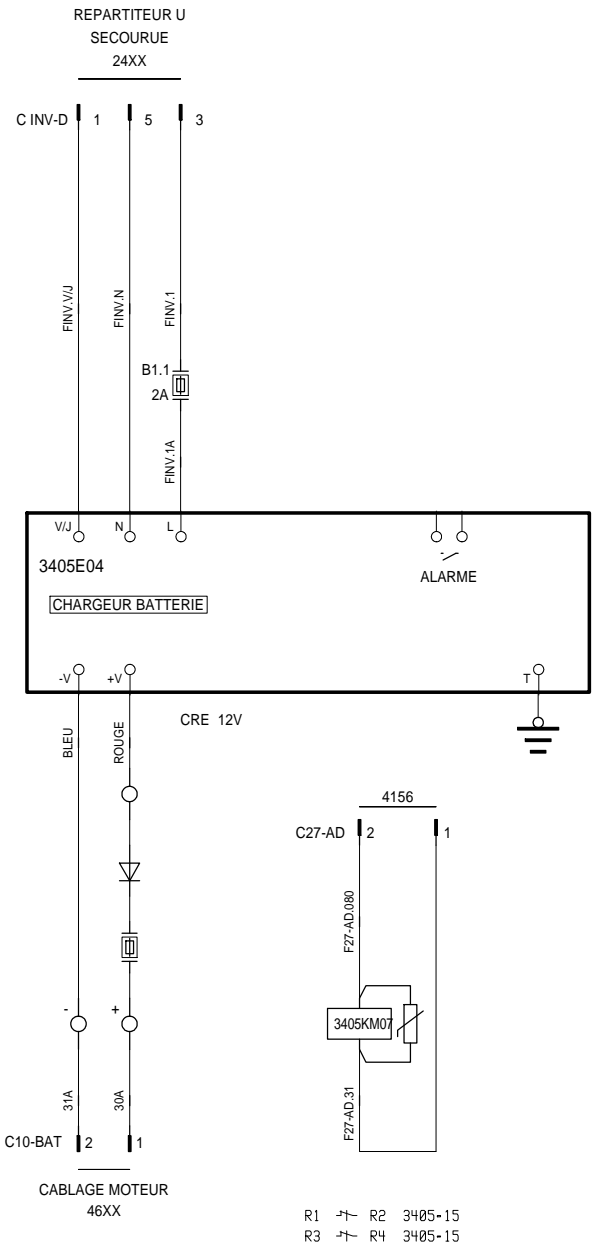 REPARTITEUR U
SECOURUE
24XX
C INV-D 1 5 3
FINV.V/J
FINV.N
FINV.1
B1.1
2A
FINV.1A
V/J N L
3405E04
ALARME
CHARGEUR BATTERIE
-V +V T
CRE 12V
BLEU
ROUGE
4156
C27-AD 2 1
F27-AD.080
3405KM07
- +
31A
30A
F27-AD.31
C10-BAT 2 1
CABLAGE MOTEUR
46XX
R1 R2 3405-15
R3 R4 3405-15